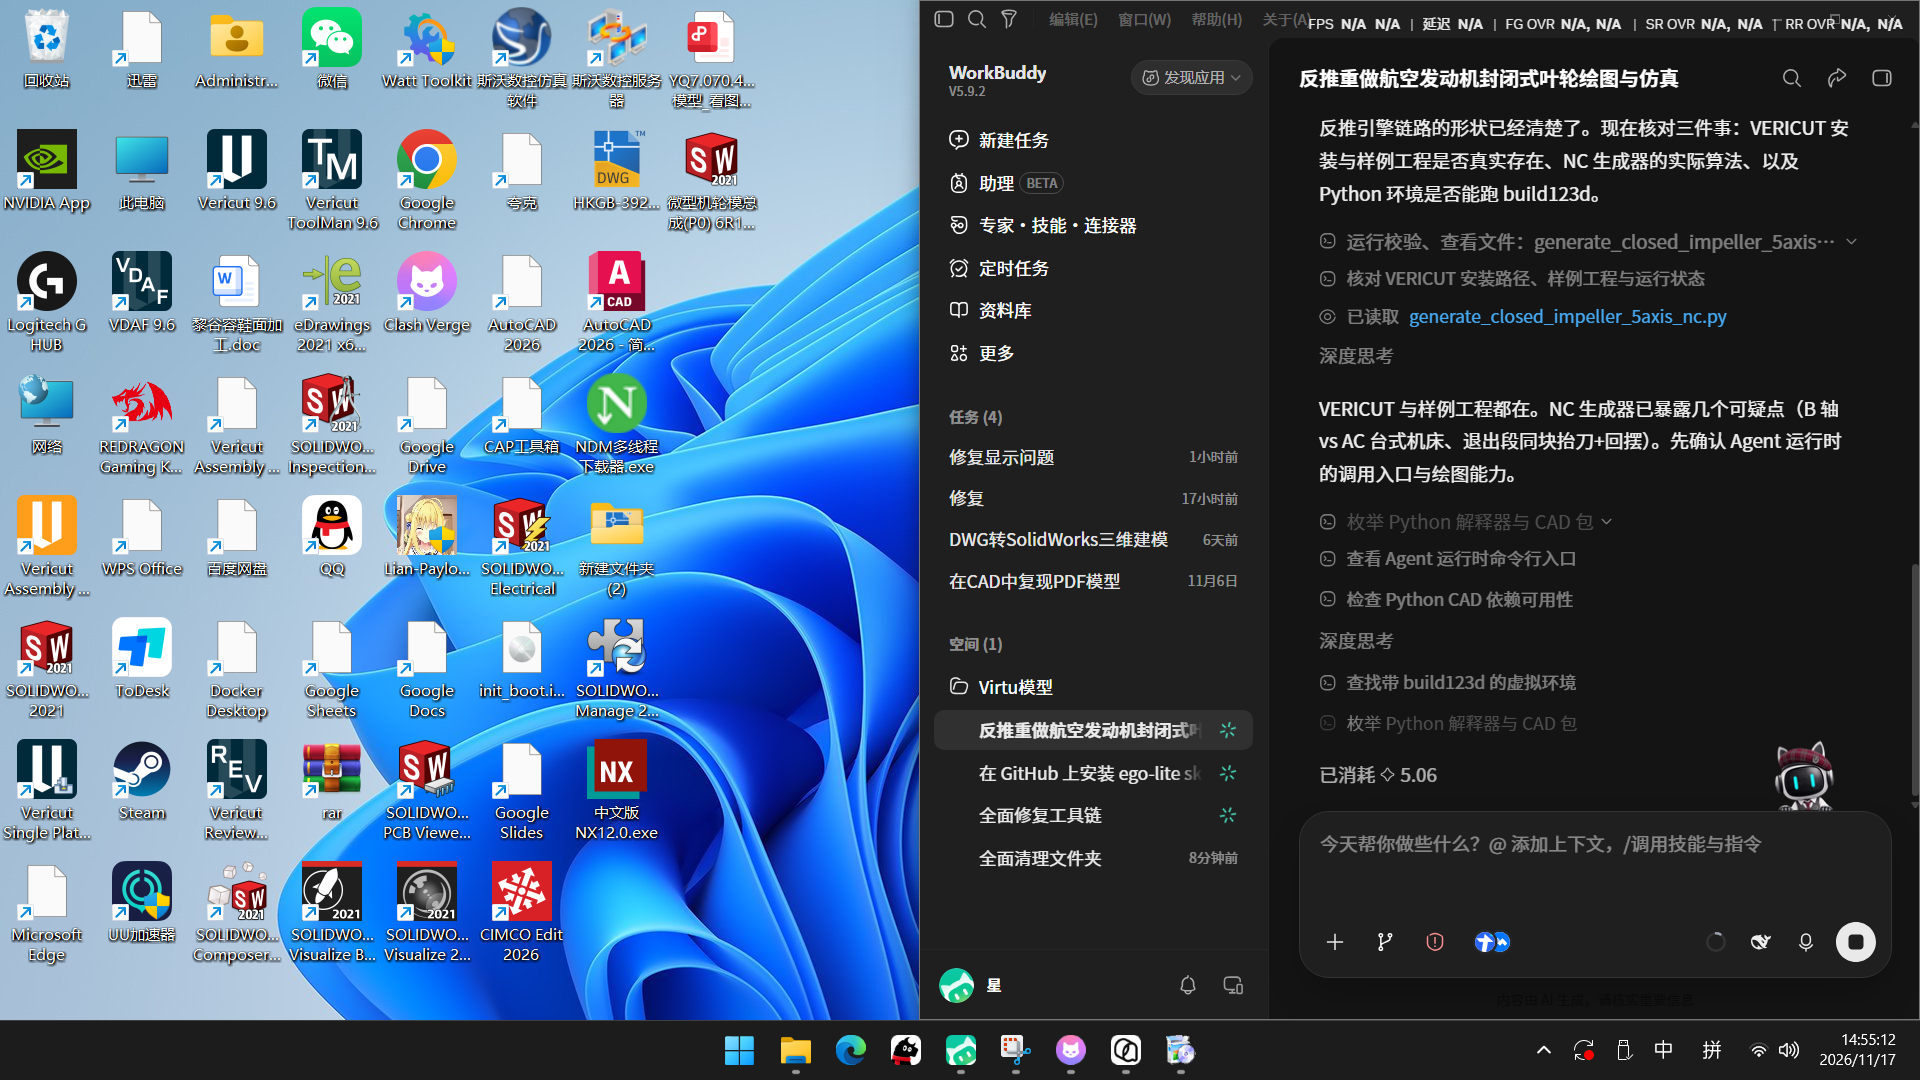 回收站
迅雷
Administr...
微信
Watt Toolkit
斯沃数控仿真
软件
斯沃数控服务
器
YQ7.070.4...
模型_看图...
NVIDIA App
此电脑
Vericut 9.6
Vericut
ToolMan 9.6
Google
Chrome
夸克
HKGB-392...
微型机轮模总
成(P0) 6R1...
Logitech G
HUB
VDAF 9.6
黎谷容鞋面加
工.doc
eDrawings
2021 x6...
Clash Verge
AutoCAD
2026
AutoCAD
2026 - 简...
网络
REDRAGON
Gaming K...
Vericut
Assembly ...
SOLIDWO...
Inspection...
Google
Drive
CAP工具箱
NDM多线程
下载器.exe
Vericut
Assembly ...
WPS Office
百度网盘
QQ
Lian-Paylo...
SOLIDWO...
Electrical
新建文件夹
(2)
SOLIDWO...
2021
ToDesk
Docker
Desktop
Google
Sheets
Google
Docs
init_boot.i...
SOLIDWO...
Manage 2...
Vericut
Single Plat...
Steam
Vericut
Review...
rar
SOLIDWO...
PCB Viewe...
Google
Slides
中文版
NX12.0.exe
Microsoft
Edge
UU加速器
SOLIDWO...
Composer...
SOLIDWO...
Visualize B...
SOLIDWO...
Visualize 2...
CIMCO Edit
2026
编辑(E) 窗口(W) 帮助(H) 关于(A)
FPS N/A N/A | 延迟 N/A | FG OVR N/A, N/A | SR OVR N/A, N/A | RR OVR N/A, N/A
WorkBuddy
V5.9.2
发现应用
新建任务
助理 BETA
专家・技能・连接器
定时任务
资料库
更多
任务 (4)
修复显示问题 1小时前
修复 17小时前
DWG转SolidWorks三维建模 6天前
在CAD中复现PDF模型 11月6日
空间 (1)
Virtu模型
反推重做航空发动机封闭式叶
在 GitHub 上安装 ego-lite sk
全面修复工具链
全面清理文件夹 8分钟前
星
反推重做航空发动机封闭式叶轮绘图与仿真
反推引擎链路的形状已经清楚了。现在核对三件事：VERICUT 安
装与样例工程是否真实存在、NC 生成器的实际算法、以及
Python 环境是否能跑 build123d。
运行校验、查看文件：generate_closed_impeller_5axis···
核对 VERICUT 安装路径、样例工程与运行状态
已读取 generate_closed_impeller_5axis_nc.py
深度思考
VERICUT 与样例工程都在。NC 生成器已暴露几个可疑点（B 轴
vs AC 台式机床、退出段同块抬刀+回摆）。先确认 Agent 运行时
的调用入口与绘图能力。
枚举 Python 解释器与 CAD 包
查看 Agent 运行时命令行入口
检查 Python CAD 依赖可用性
深度思考
查找带 build123d 的虚拟环境
枚举 Python 解释器与 CAD 包
已消耗 5.06
今天帮你做些什么？@ 添加上下文，/调用技能与指令
中
拼
14:55:12
2026/11/17